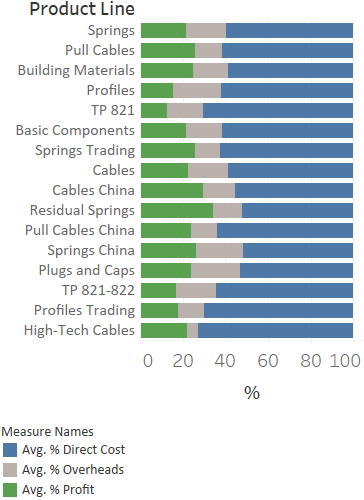 Product Line
Springs
Pull Cables
Building Materials
Profiles
TP 821
Basic Components
Springs Trading
Cables
Cables China
Residual Springs
Pull Cables China
Springs China
Plugs and Caps
TP 821-822
Profiles Trading
High-Tech Cables
0 20 40 60 80 100
%
Measure Names
Avg. % Direct Cost
Avg. % Overheads
Avg. % Profit